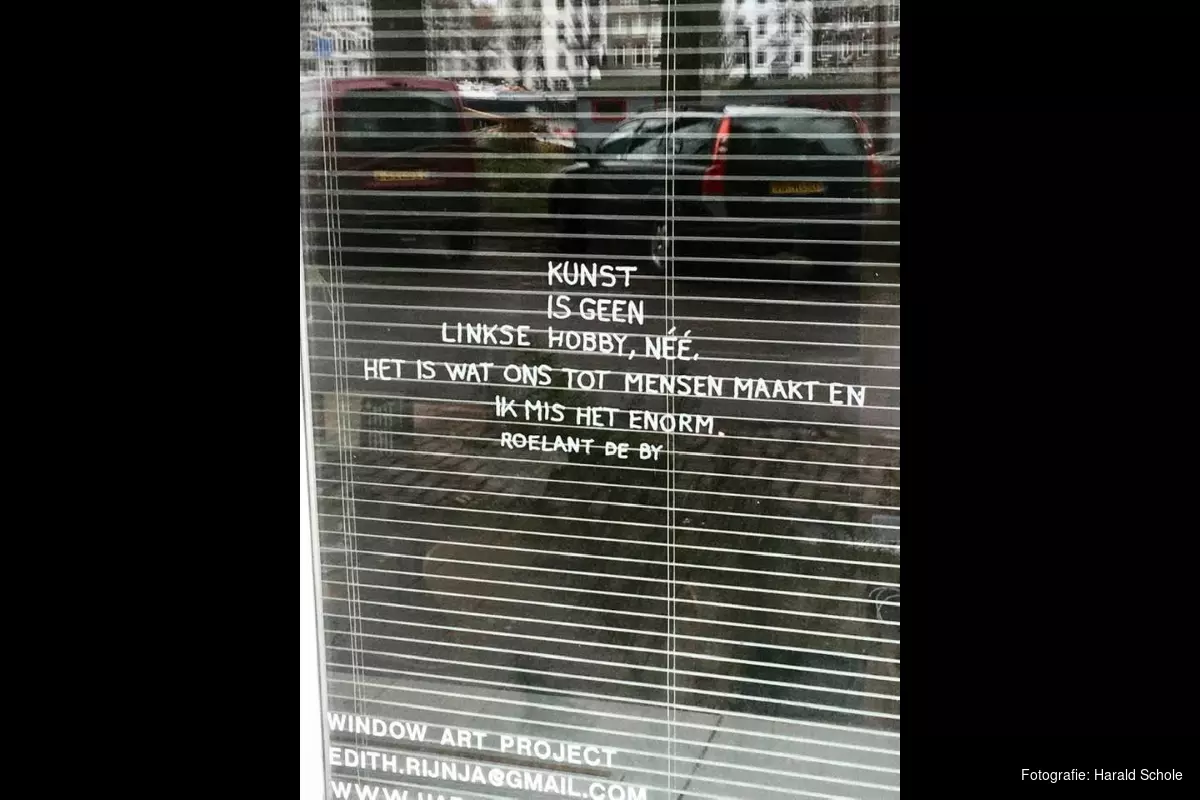 KUNST
IS GEEN
LINKSE HOBBY, NÉÉ.
HET IS WAT ONS TOT MENSEN MAAKT EN
IK MIS HET ENORM.
ROELANT DE BY
WINDOW ART PROJECT
EDITH.RIJNJA@GMAIL.COM
Fotografie: Harald Schole